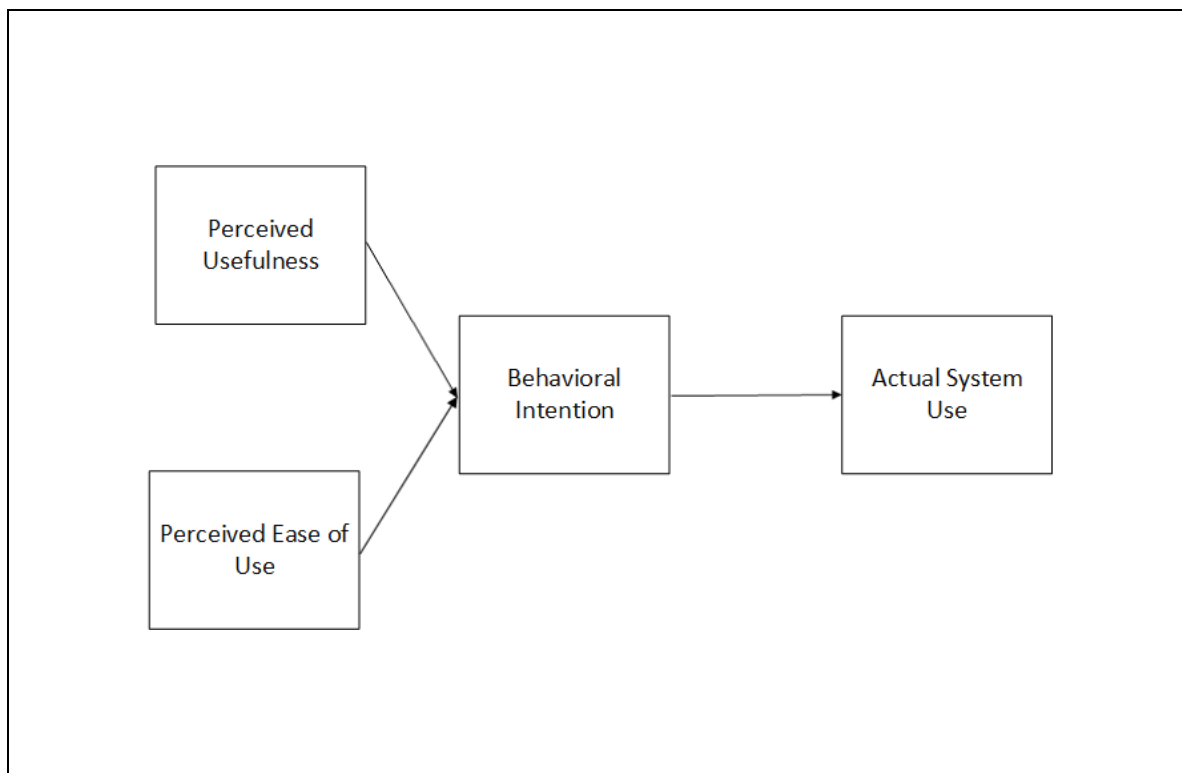 Perceived
Usefulness
Behavioral
Intention
Actual System
Use
Perceived Ease of
Use